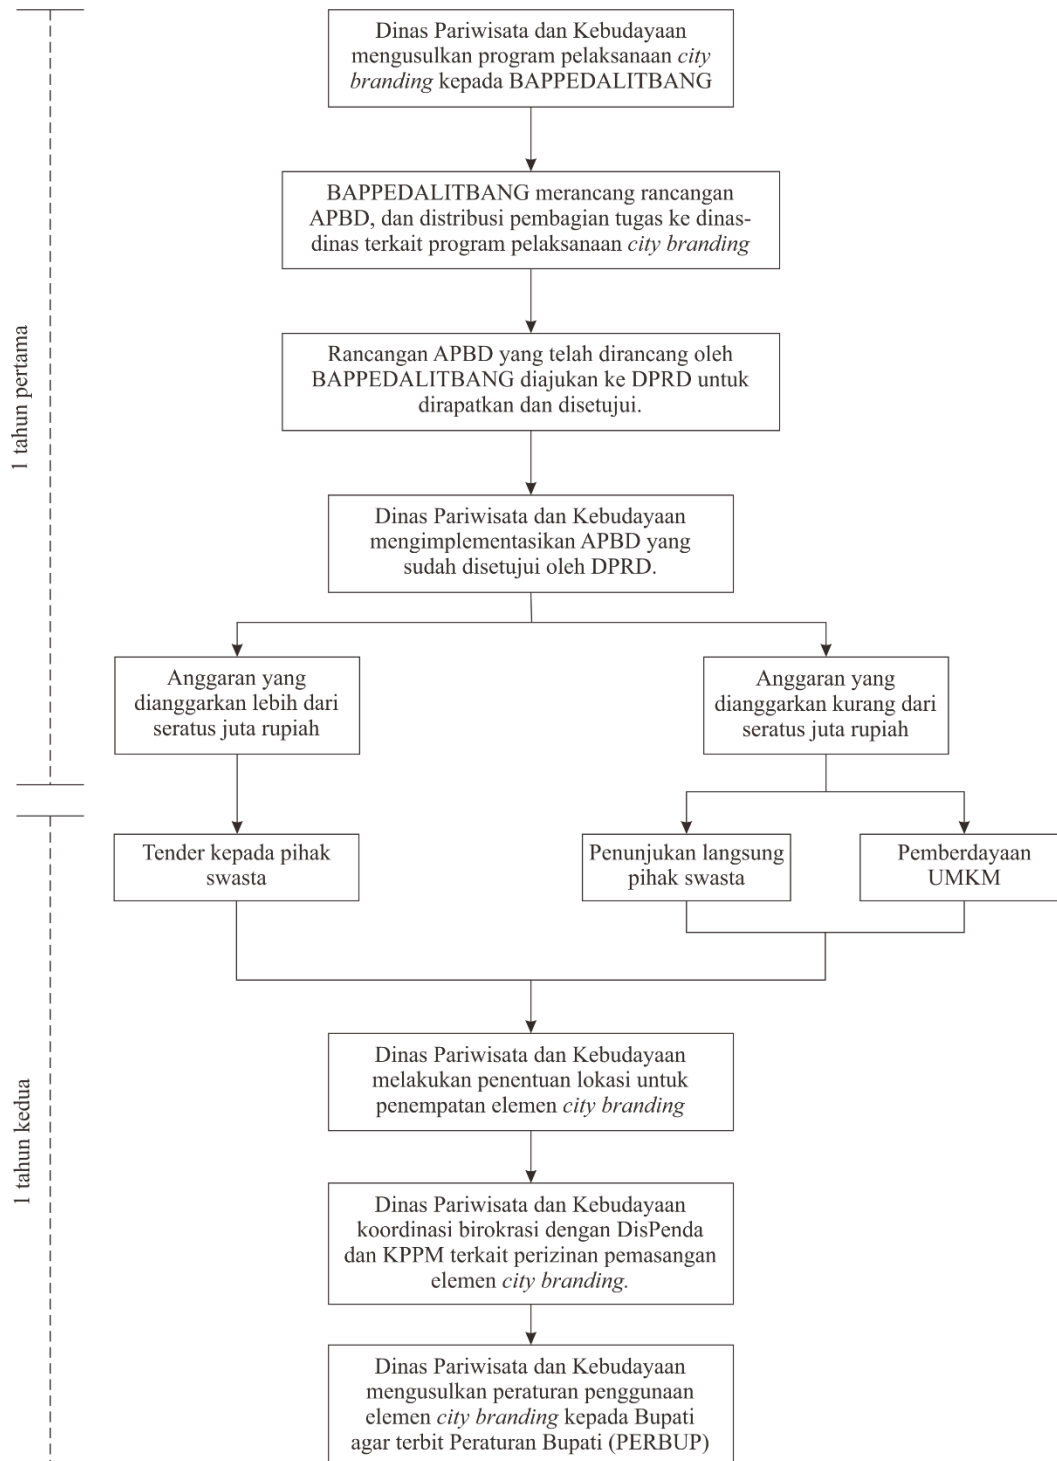 Dinas Pariwisata dan Kebudayaan
mengusulkan program pelaksanaan city
branding kepada BAPPEDALITBANG
1 tahun pertama
BAPPEDALITBANG merancang rancangan
APBD, dan distribusi pembagian tugas ke dinas-
dinas terkait program pelaksanaan city branding
Rancangan APBD yang telah dirancang oleh
BAPPEDALITBANG diajukan ke DPRD untuk
dirapatkan dan disetujui.
Dinas Pariwisata dan Kebudayaan
mengimplementasikan APBD yang
sudah disetujui oleh DPRD.
Anggaran yang
dianggarkan lebih dari
seratus juta rupiah
Anggaran yang
dianggarkan kurang dari
seratus juta rupiah
1 tahun kedua
Tender kepada pihak
swasta
Penunjukan langsung
pihak swasta
Pemberdayaan
UMKM
Dinas Pariwisata dan Kebudayaan
melakukan penentuan lokasi untuk
penempatan elemen city branding
Dinas Pariwisata dan Kebudayaan
koordinasi birokrasi dengan DisPenda
dan KPPM terkait perizinan pemasangan
elemen city branding.
Dinas Pariwisata dan Kebudayaan
mengusulkan peraturan penggunaan
elemen city branding kepada Bupati
agar terbit Peraturan Bupati (PERBUP)